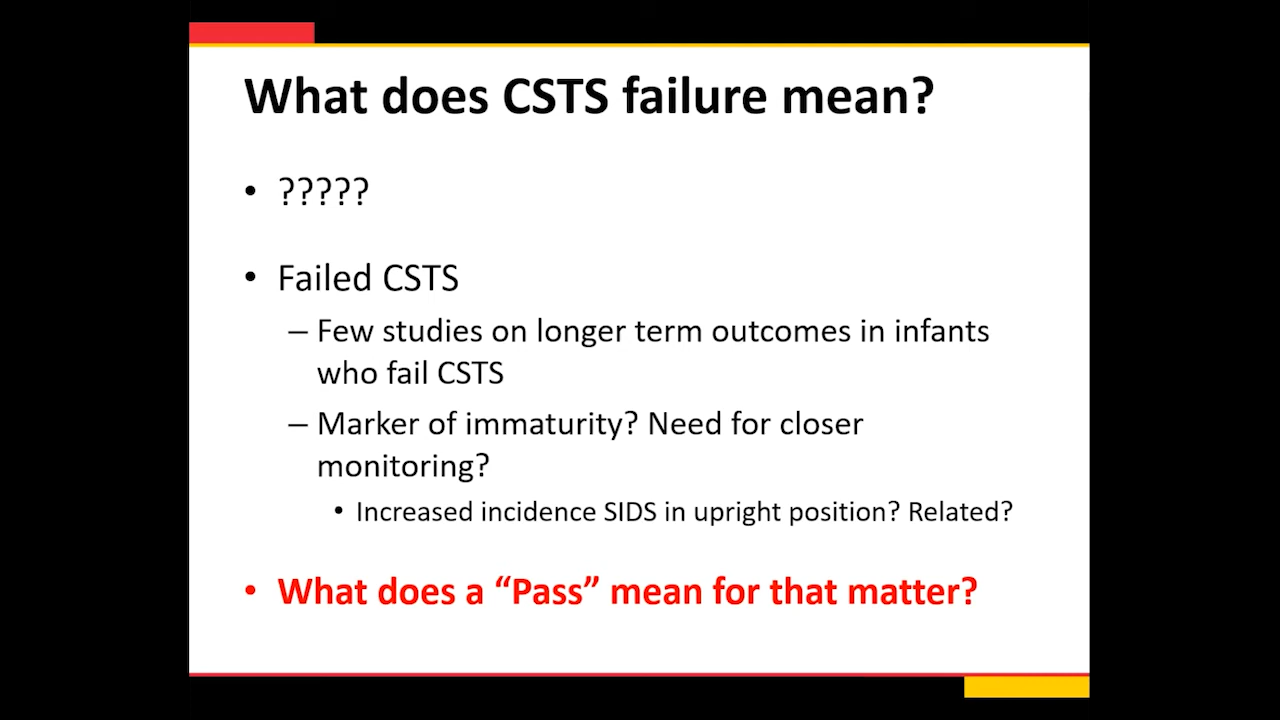 What does CSTS failure mean?
• ?????
• Failed CSTS
– Few studies on longer term outcomes in infants
who fail CSTS
– Marker of immaturity? Need for closer
monitoring?
• Increased incidence SIDS in upright position? Related?
• What does a “Pass” mean for that matter?